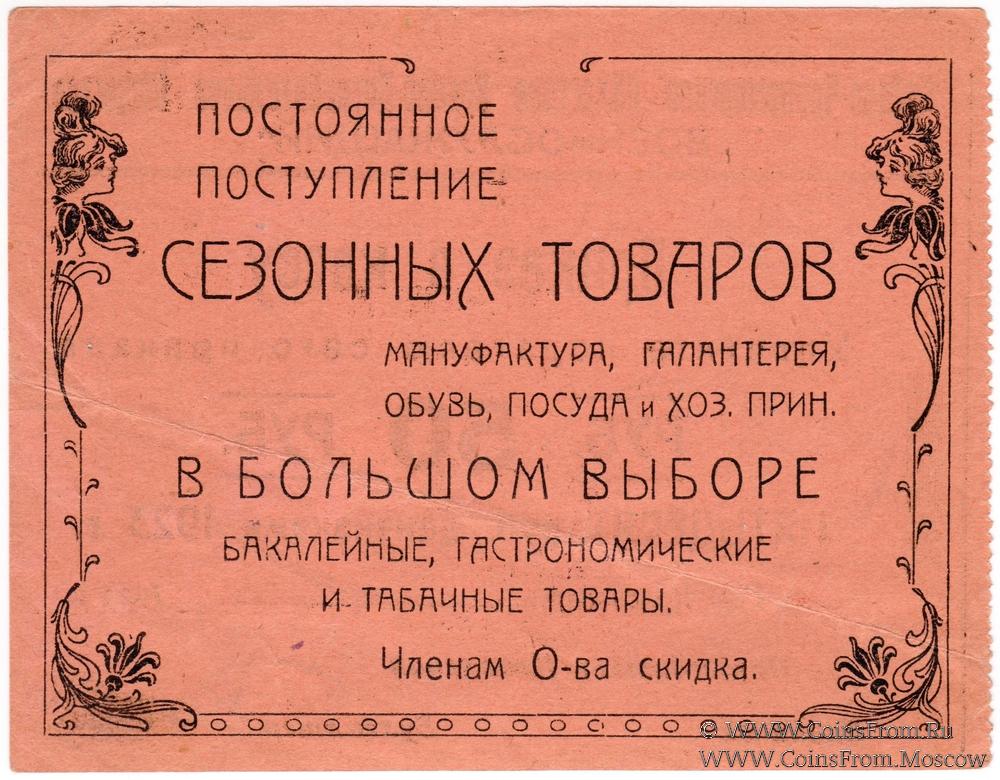 ПОСТОЯННОЕ
ПОСТУПЛЕНИЕ
СЕЗОННЫХ ТОВАРОВ
МАНУФАКТУРА, ГАЛАНТЕРЕЯ,
ОБУВЬ, ПОСУДА и ХОЗ. ПРИН.
В БОЛЬШОМ ВЫБОРЕ
БАКАЛЕЙНЫЕ, ГАСТРОНОМИЧЕСКИЕ
И ТАБАЧНЫЕ ТОВАРЫ.
Членам О-ва скидка.
© WWW.CoinsFrom.Ru
WWW.CoinsFrom.Moscow